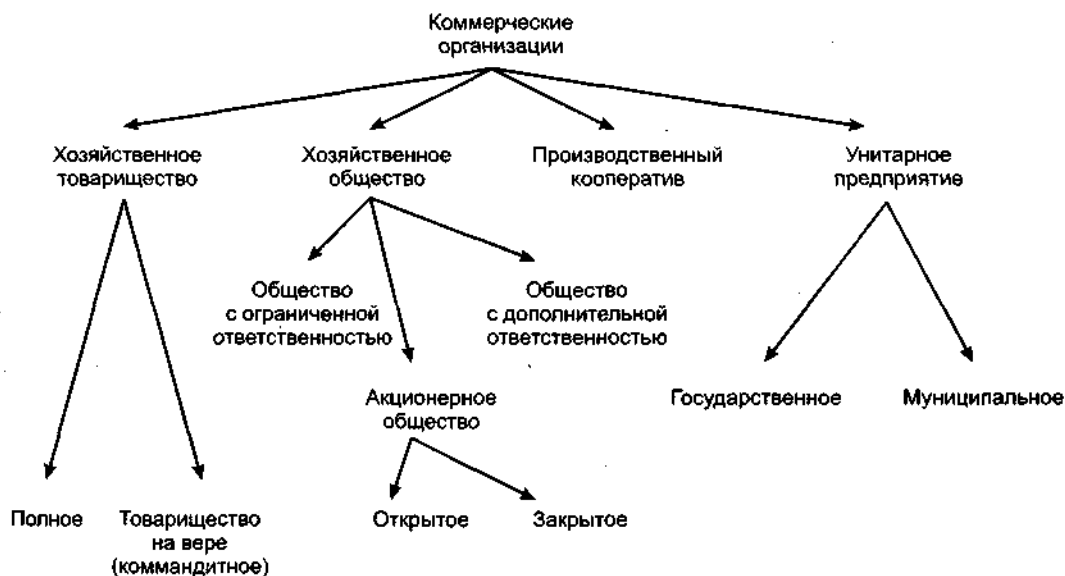 Коммерческие
организации
Хозяйственное
товарищество
Хозяйственное
общество
Производственный
кооператив
Унитарное
предприятие
Общество
с ограниченной
ответственностью
Общество
с дополнительной
ответственностью
Акционерное
общество
Государственное
Муниципальное
Полное
Товарищество
на вере
(коммандитное)
Открытое
Закрытое